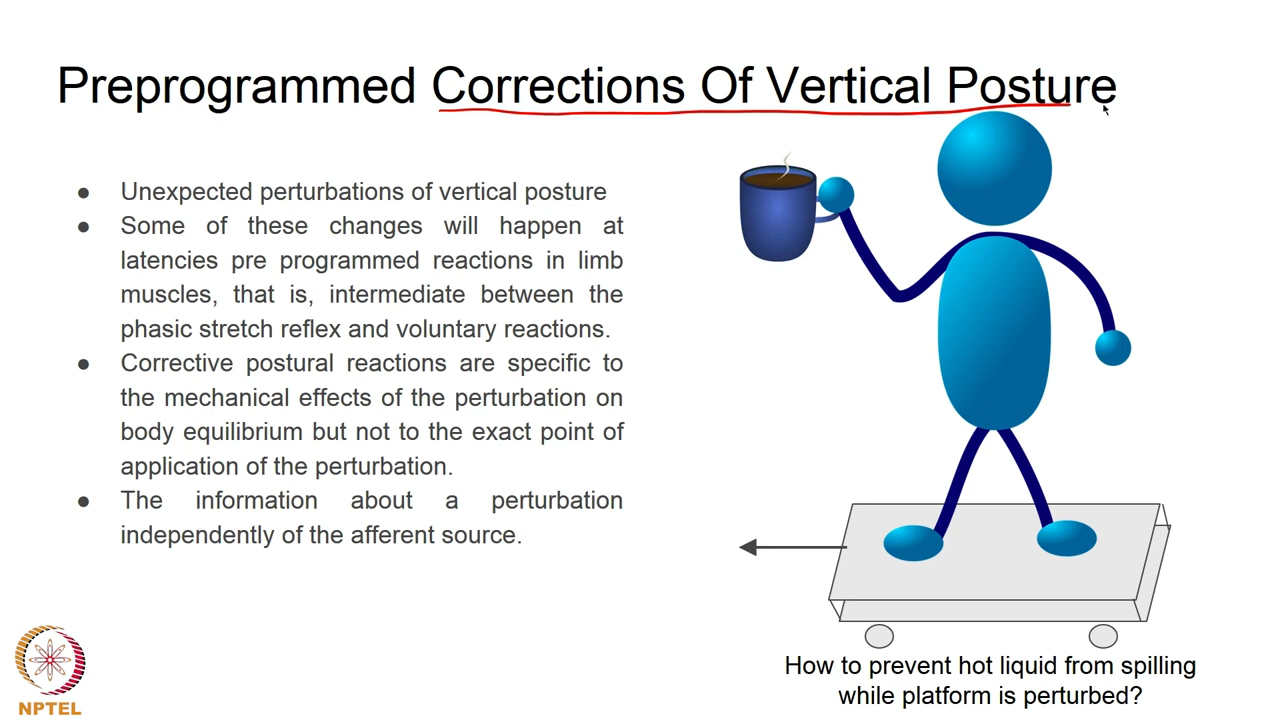 Preprogrammed Corrections Of Vertical Posture
● Unexpected perturbations of vertical posture
● Some of these changes will happen at
latencies pre programmed reactions in limb
muscles, that is, intermediate between the
phasic stretch reflex and voluntary reactions.
● Corrective postural reactions are specific to
the mechanical effects of the perturbation on
body equilibrium but not to the exact point of
application of the perturbation.
● The information about a perturbation
independently of the afferent source.
How to prevent hot liquid from spilling
while platform is perturbed?
NPTEL